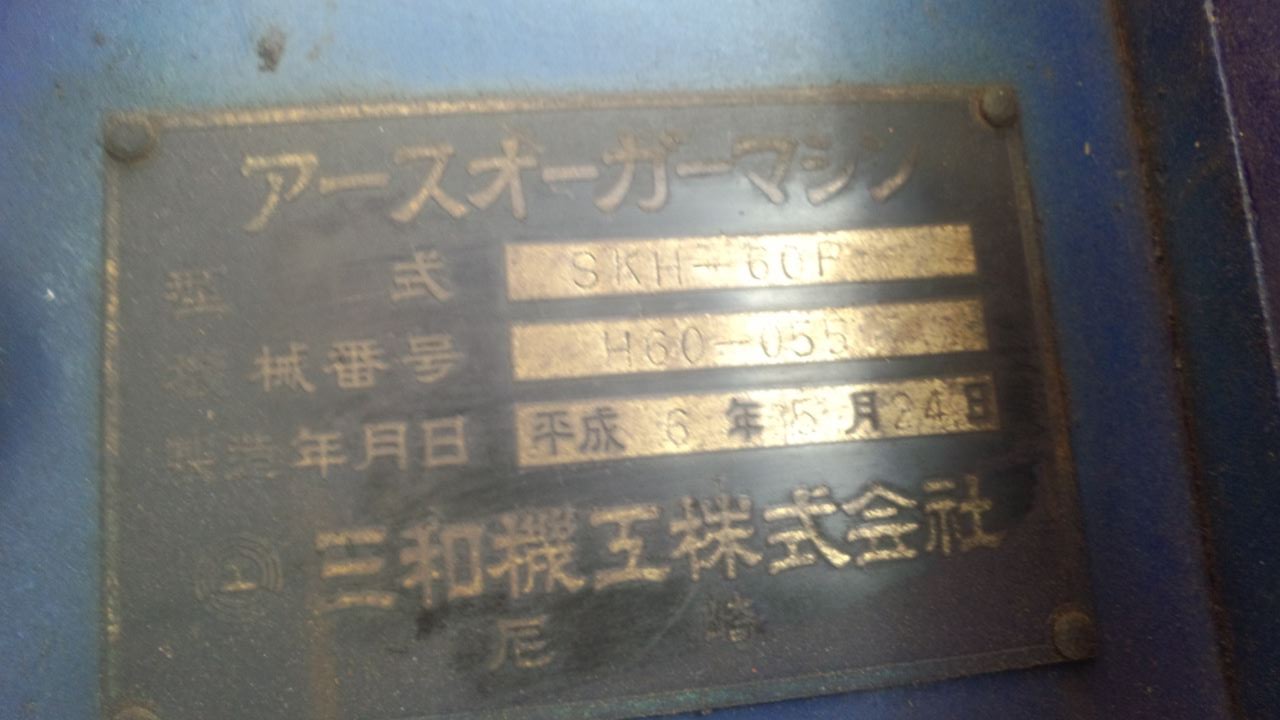 アースオーガーマシン
型式 SKH-60P
機械番号 H60-055
製造年月日 平成 6 年 5 月 24 日
三和機工株式会社
尼崎